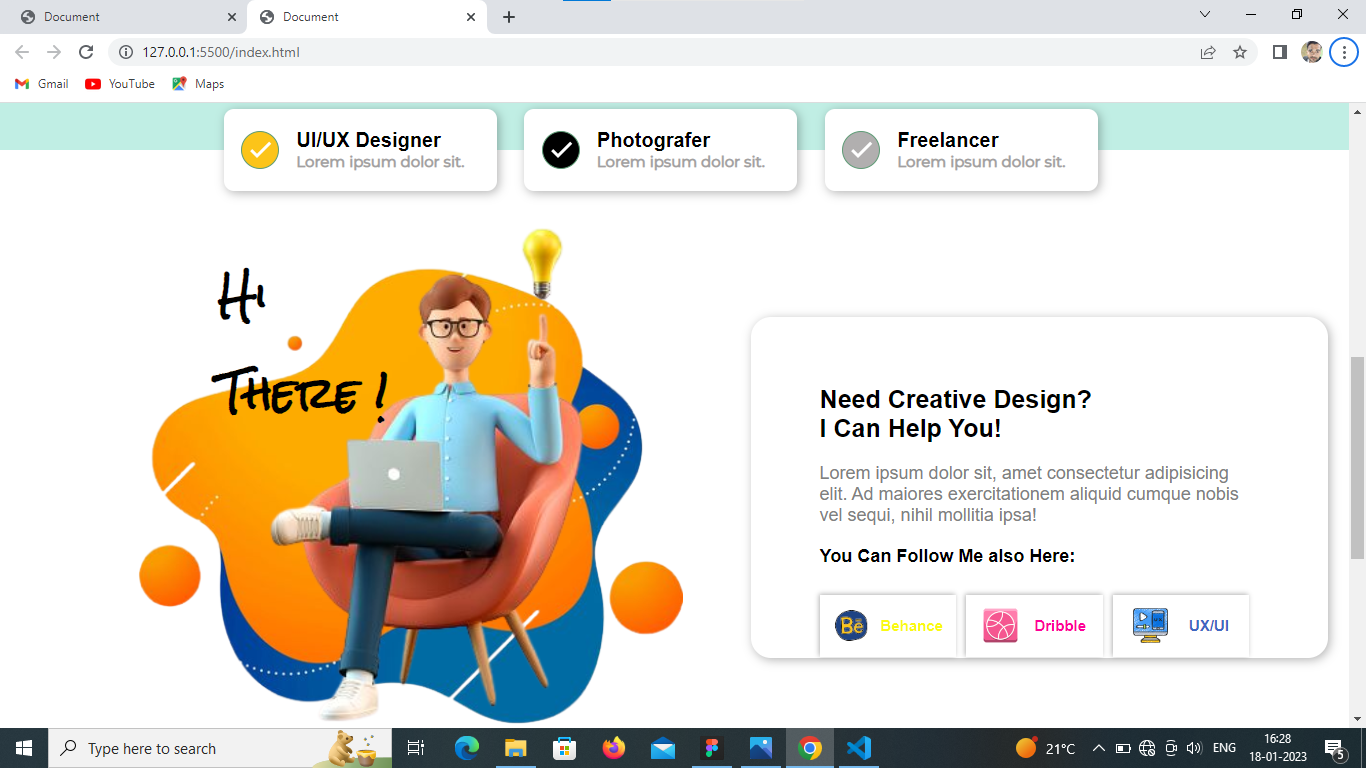 Document
Document
127.0.0.1:5500/index.html
Gmail
YouTube
Maps
UI/UX Designer
Lorem ipsum dolor sit.
Photografer
Lorem ipsum dolor sit.
Freelancer
Lorem ipsum dolor sit.
Hi
There !
Need Creative Design?
I Can Help You!
Lorem ipsum dolor sit, amet consectetur adipisicing
elit. Ad maiores exercitationem aliquid cumque nobis
vel sequi, nihil mollitia ipsa!
You Can Follow Me also Here:
Bē Behance
Dribble
UX/UI
Type here to search
21°C
ENG
16:28
18-01-2023
5